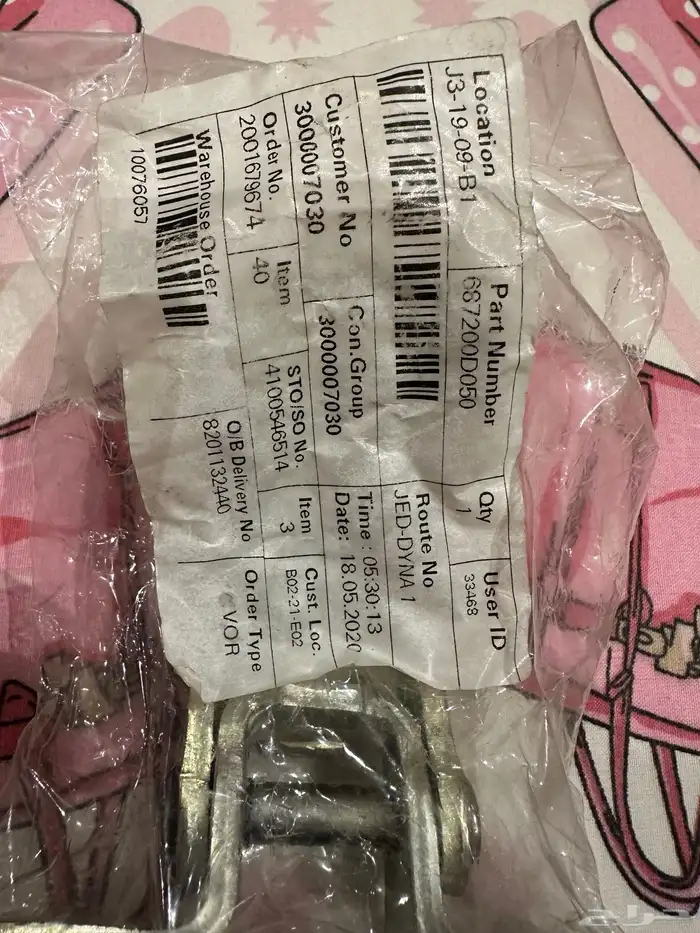 Location
J3-19-09-B1
Part Number
687200D050
Qty
1
User ID
33468
Route No
JED-DYNA 1
Customer No
3000007030
Con.Group
3000007030
Time : 05:30:13
Date: 18.05.2020
Order No.
2001679674
Item
40
STO/SO No.
4100546514
Item
3
Cust. Loc.
B02-21-E02
Warehouse Order
10076057
O/B Delivery No
8201132440
Order Type
VOR
حراج